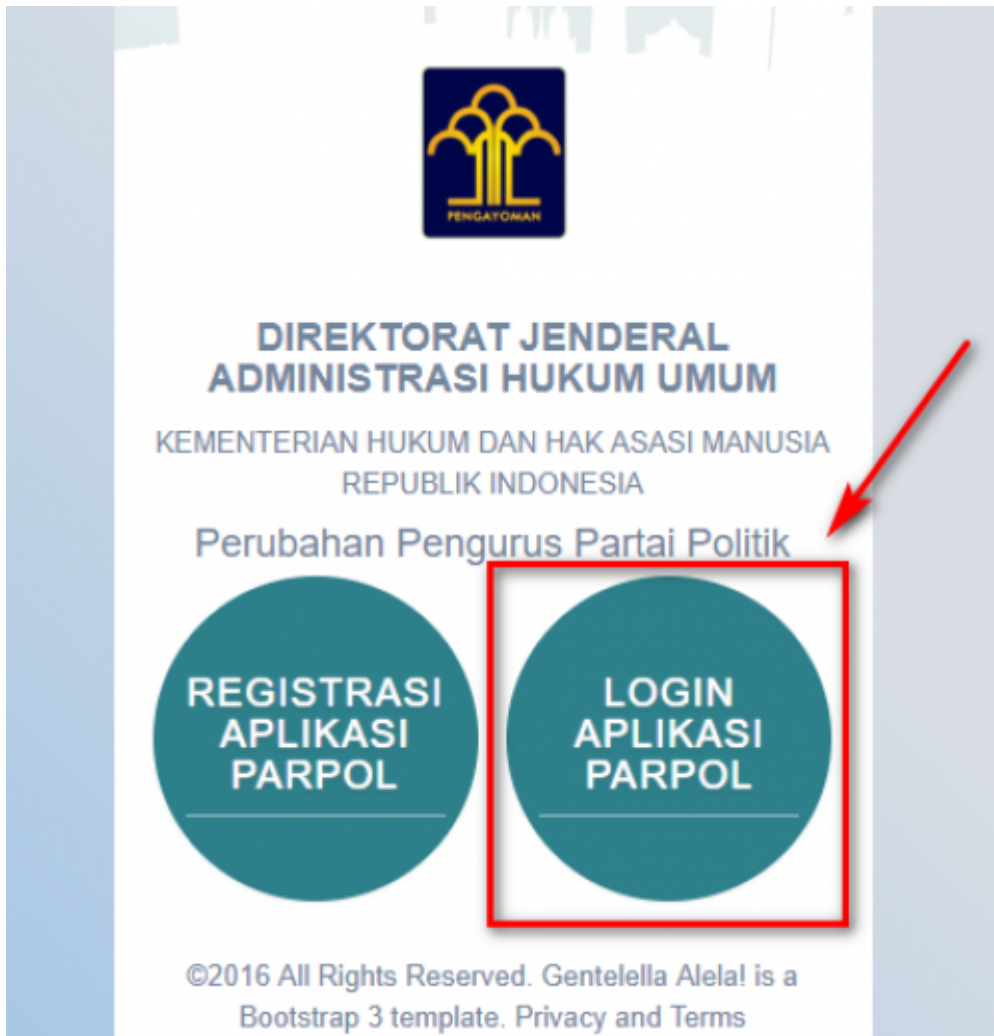 PENGAYOMAN
DIREKTORAT JENDERAL
ADMINISTRASI HUKUM UMUM
KEMENTERIAN HUKUM DAN HAK ASASI MANUSIA
REPUBLIK INDONESIA
Perubahan Pengurus Partai Politik
REGISTRASI
APLIKASI
PARPOL
LOGIN
APLIKASI
PARPOL
©2016 All Rights Reserved. Gentelella Alela! is a
Bootstrap 3 template. Privacy and Terms